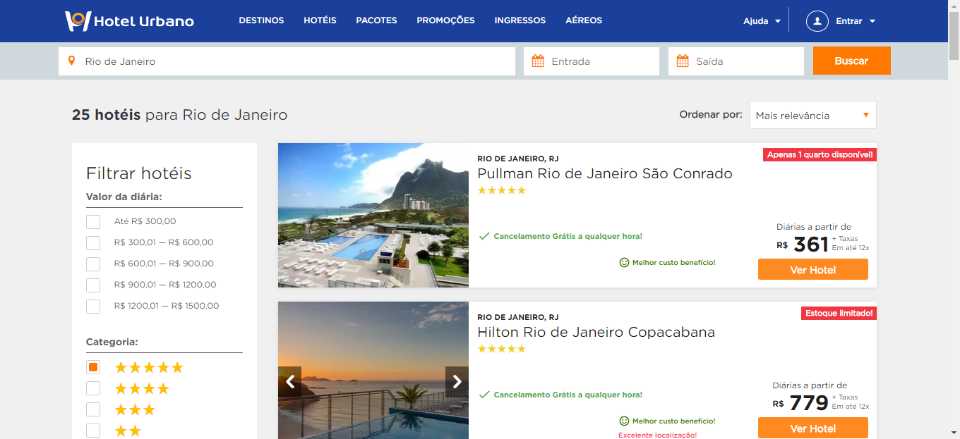 Hotel Urbano
DESTINOS HOTÉIS PACOTES PROMOÇÕES INGRESSOS AÉREOS
Ajuda Entrar
Rio de Janeiro Entrada Saída Buscar
25 hotéis para Rio de Janeiro
Ordenar por: Mais relevância
Filtrar hotéis
Valor da diária:
Até R$ 300,00
R$ 300,01 — R$ 600,00
R$ 600,01 — R$ 900,00
R$ 900,01 — R$ 1200,00
R$ 1200,01 — R$ 1500,00
Categoria:
Apenas 1 quarto disponível!
RIO DE JANEIRO, RJ
Pullman Rio de Janeiro São Conrado
Cancelamento Grátis a qualquer hora!
Melhor custo benefício!
Diárias a partir de
R$ 361 + Taxas
Em até 12x
Ver Hotel
Estoque limitado!
RIO DE JANEIRO, RJ
Hilton Rio de Janeiro Copacabana
Cancelamento Grátis a qualquer hora!
Melhor custo benefício!
Excelente localização!
Diárias a partir de
R$ 779 + Taxas
Em até 12x
Ver Hotel